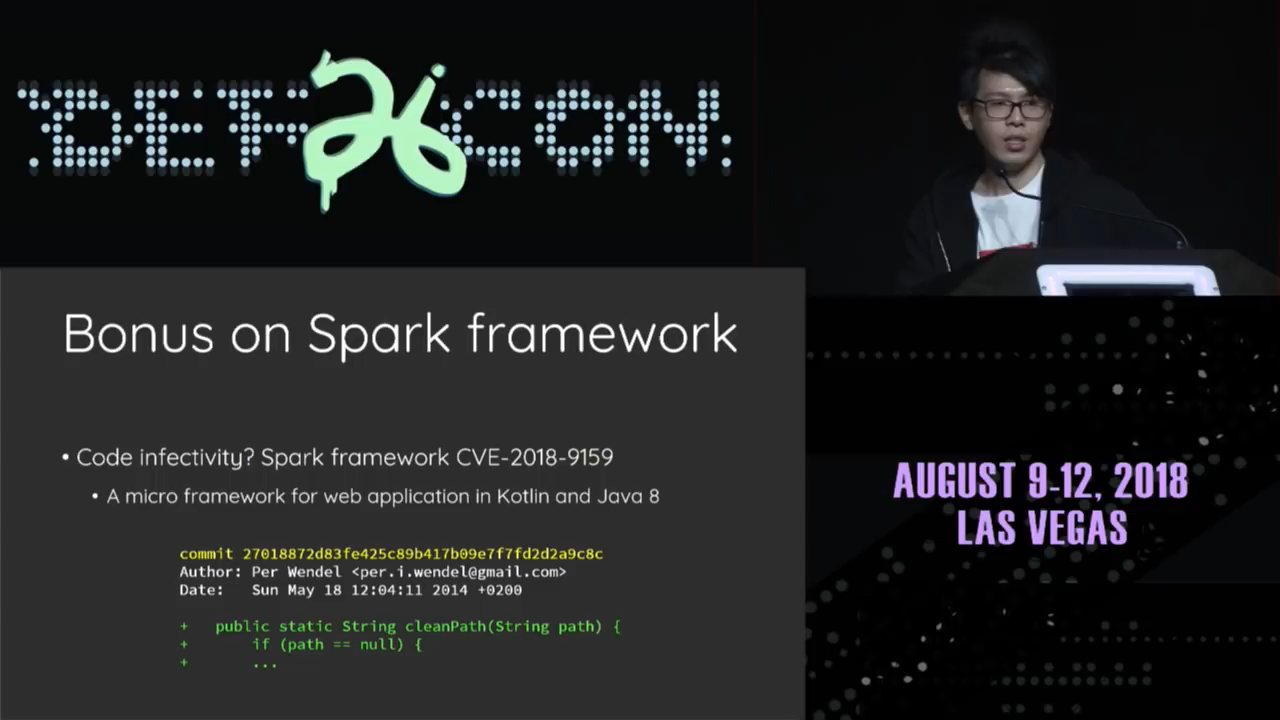 DEF 26 CON
Bonus on Spark framework
• Code infectivity? Spark framework CVE-2018-9159
• A micro framework for web application in Kotlin and Java 8
commit 27018872d83fe425c89b417b09e7f7fd2d2a9c8c
Author: Per Wendel <per.i.wendel@gmail.com>
Date:   Sun May 18 12:04:11 2014 +0200
+   public static String cleanPath(String path) {
+       if (path == null) {
+       ...
AUGUST 9-12, 2018
LAS VEGAS